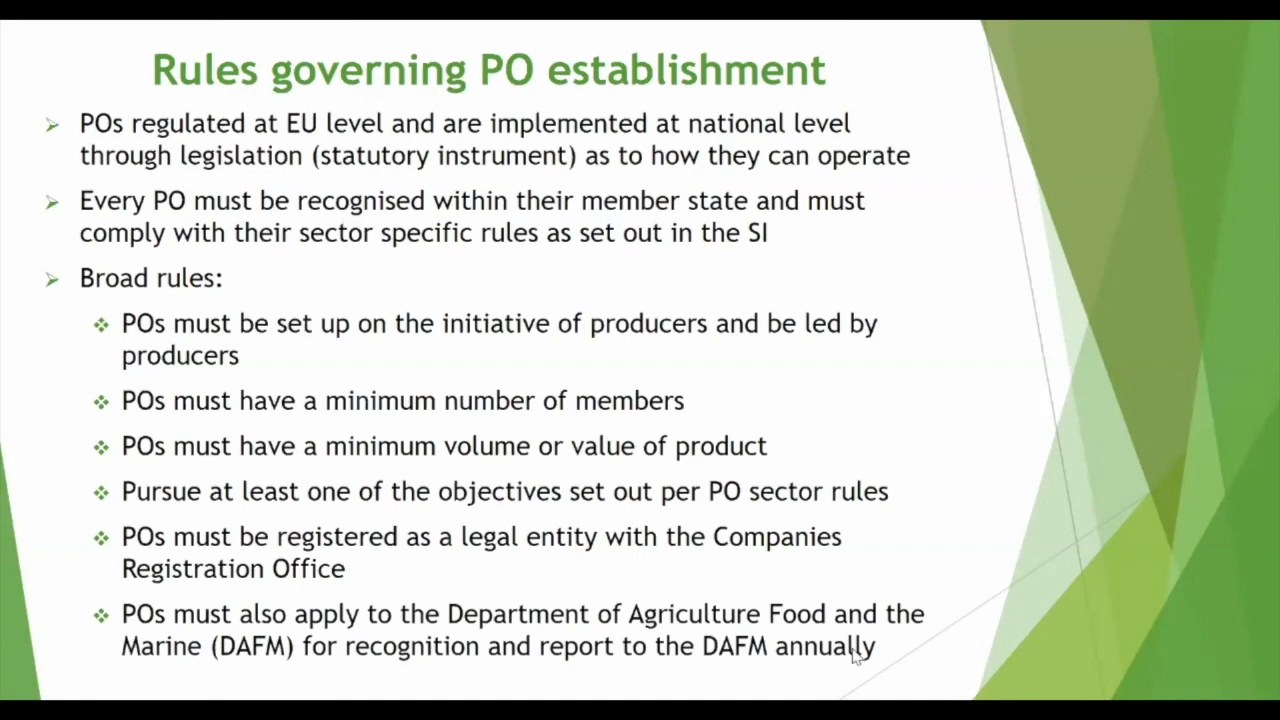 Rules governing PO establishment
POs regulated at EU level and are implemented at national level
through legislation (statutory instrument) as to how they can operate
Every PO must be recognised within their member state and must
comply with their sector specific rules as set out in the SI
Broad rules:
POs must be set up on the initiative of producers and be led by
producers
POs must have a minimum number of members
POs must have a minimum volume or value of product
Pursue at least one of the objectives set out per PO sector rules
POs must be registered as a legal entity with the Companies
Registration Office
POs must also apply to the Department of Agriculture Food and the
Marine (DAFM) for recognition and report to the DAFM annually